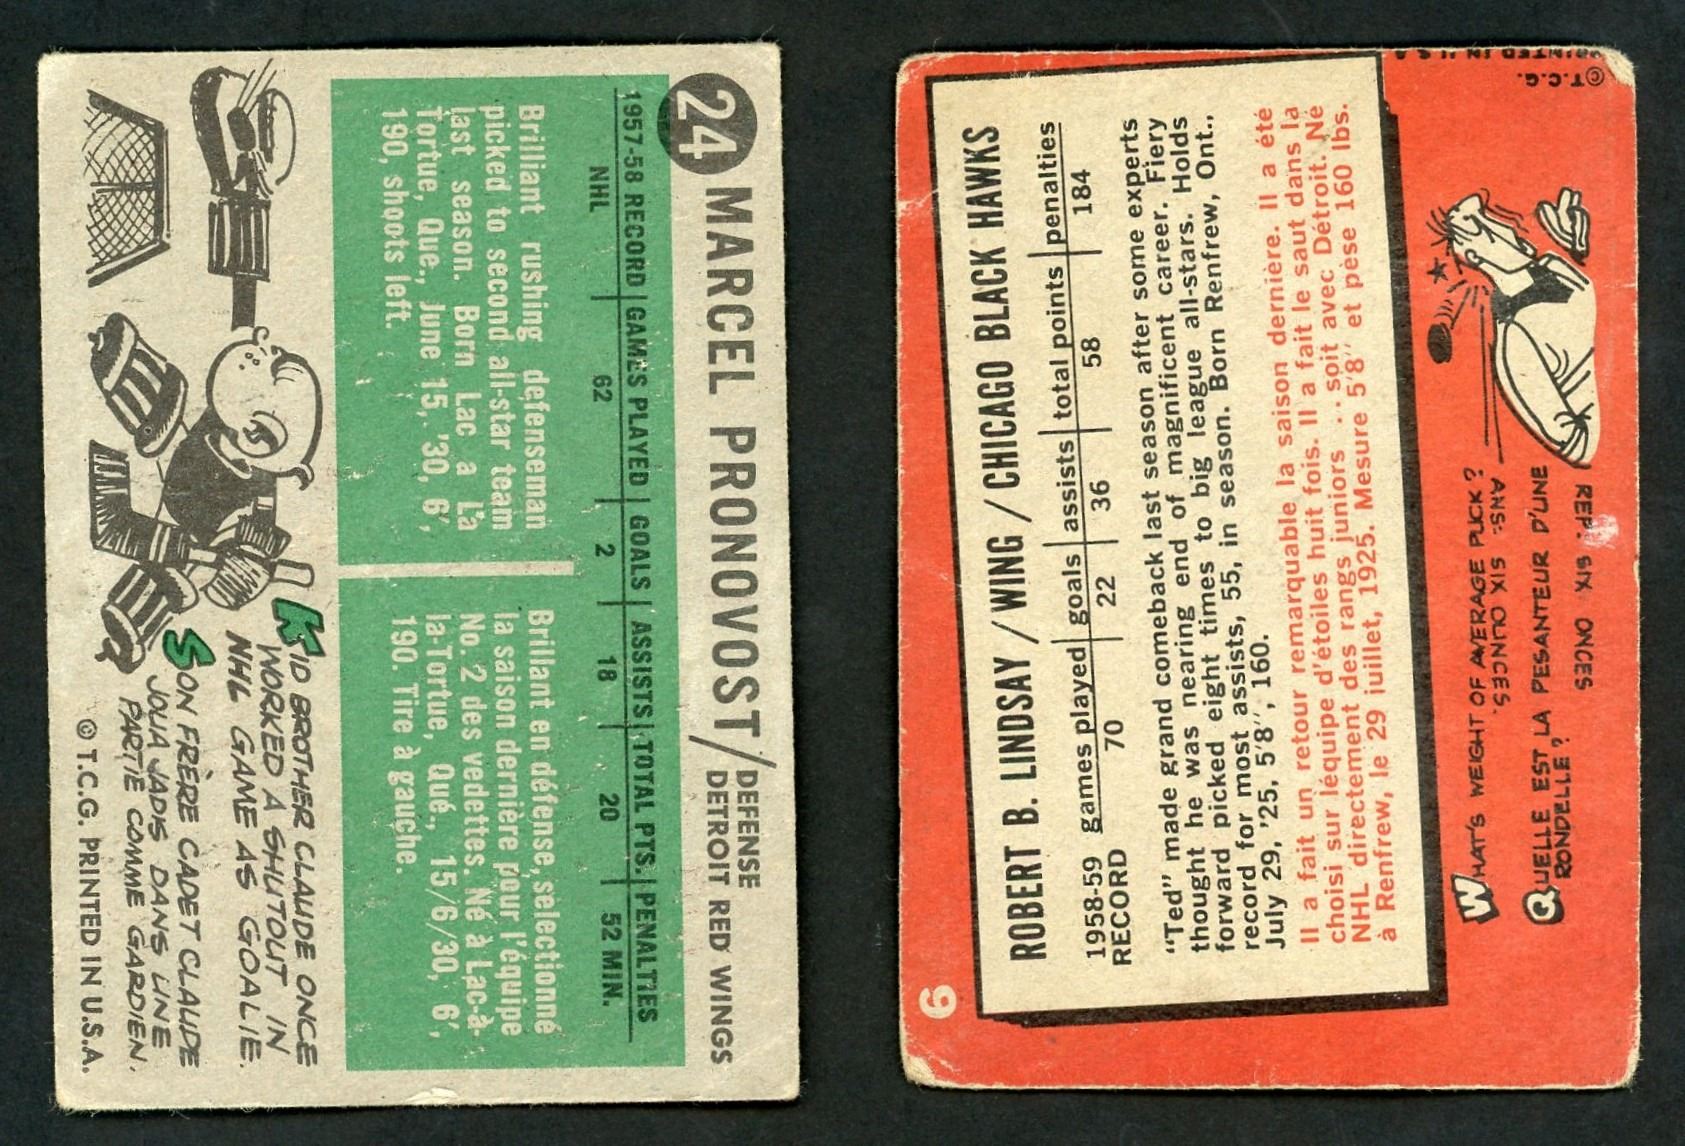 24
MARCEL PRONOVOST/
DEFENSE
DETROIT RED WINGS
1957-58 RECORD | GAMES PLAYED | GOALS | ASSISTS | TOTAL PTS. | PENALTIES
NHL 62 2 18 20 52 MIN.
Brilliant rushing defenseman
picked to second all-star team
last season. Born Lac a La
Tortue, Que., June 15, '30, 6',
190, shoots left.
Brillant en défense, selectionné
la saison dernière pour l'équipe
No. 2 des vedettes. Né à Lac-à-
la-Tortue, Qué., 15/6/30, 6',
190. Tire à gauche.
KID BROTHER CLAUDE ONCE
WORKED A SHUTOUT IN
NHL GAME AS GOALIE.
SON FRÈRE CADET CLAUDE
JOUA JADIS DANS UNE
PARTIE COMME GARDIEN.
© T.C.G. PRINTED IN U.S.A.
6
ROBERT B. LINDSAY / WING / CHICAGO BLACK HAWKS
1958-59 games played | goals | assists | total points | penalties
RECORD 70 22 36 58 184
"Ted" made grand comeback last season after some experts
thought he was nearing end of magnificent career. Fiery
forward picked eight times to big league all-stars. Holds
record for most assists, 55, in season. Born Renfrew, Ont.,
July 29, '25, 5'8", 160.
Il a fait un retour remarquable la saison dernière. Il a été
choisi sur l'équipe d'étoiles huit fois. Il a fait le saut dans la
NHL directement des rangs juniors ... soit avec Détroit. Né
à Renfrew, le 29 juillet, 1925. Mesure 5'8" et pèse 160 lbs.
WHAT'S WEIGHT OF AVERAGE PUCK?
ANS. SIX OUNCES.
QUELLE EST LA PESANTEUR D'UNE
RONDELLE?
REP. SIX ONCES
© T.C.G.
PRINTED IN U.S.A